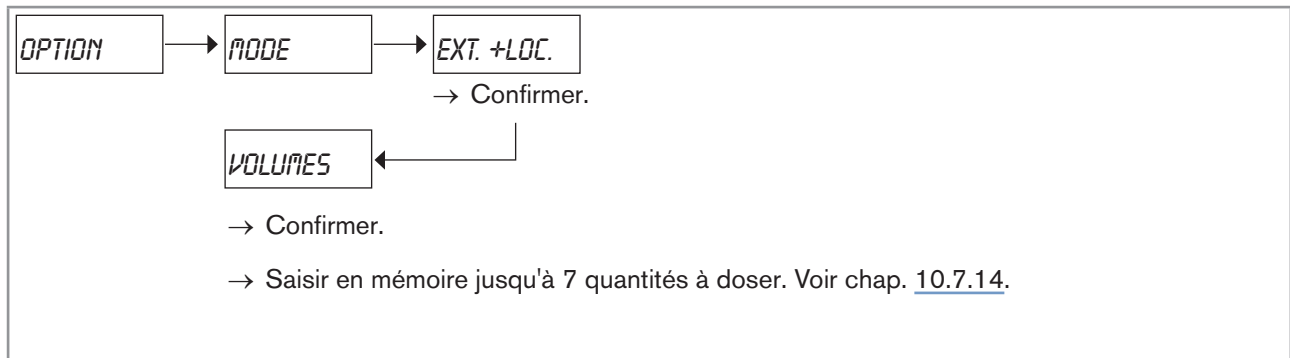 OPTION MODE EXT. +LOC.
→ Confirmer.
VOLUMES
→ Confirmer.
→ Saisir en mémoire jusqu'à 7 quantités à doser. Voir chap. 10.7.14.